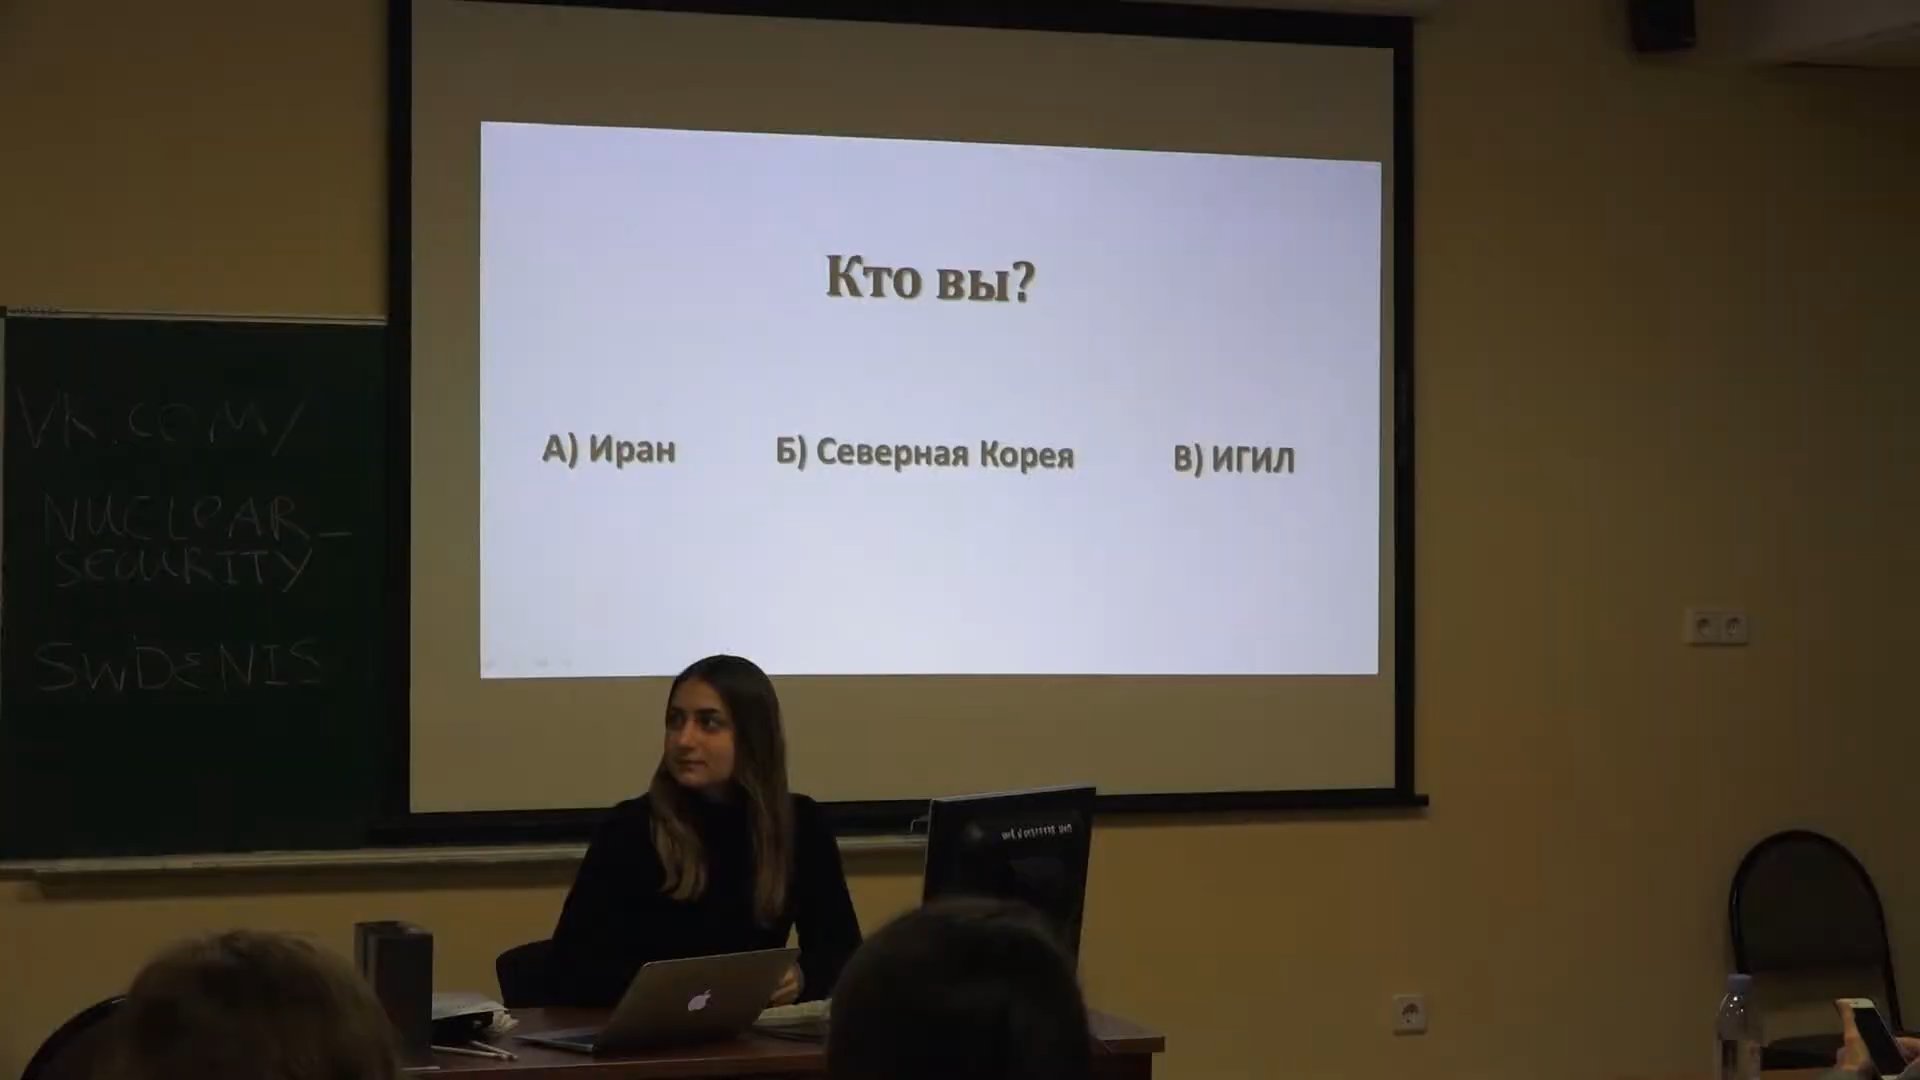 Кто вы?
А) Иран
Б) Северная Корея
В) ИГИЛ
VK.COM/
NUCLEAR_
SECURITY
SWDENIS